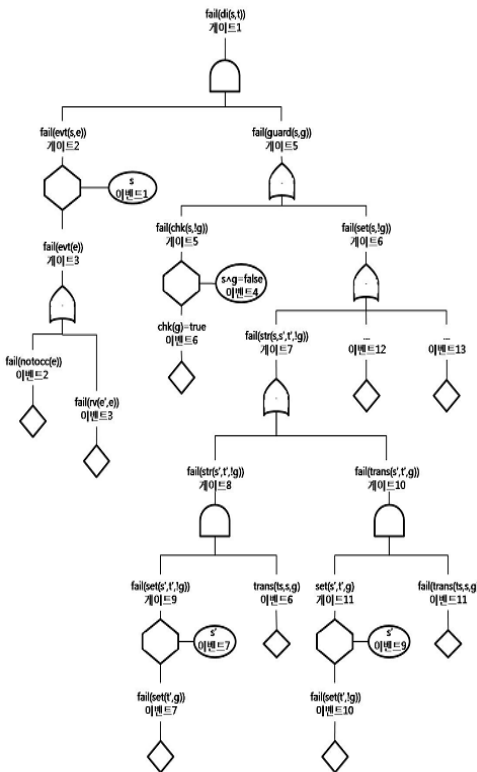 fail(di(s,t))
게이트1
fail(evt(s,e))
게이트2
fail(guard(s,g))
게이트5
s
이벤트1
fail(evt(e))
게이트3
fail(chk(s,!g))
게이트5
fail(set(s,!g))
게이트6
s∧g=false
이벤트4
chk(g)=true
이벤트6
fail(str(s,s',t',!g))
게이트7
...
이벤트12
...
이벤트13
fail(notocc(e))
이벤트2
fail(rv(e',e))
이벤트3
fail(str(s',t',!g))
게이트8
fail(trans(s',t',g))
게이트10
fail(set(s',t',!g))
게이트9
trans(ts,s,g)
이벤트6
set(s',t',g)
게이트11
fail(trans(ts,s,g)
이벤트11
s'
이벤트7
s'
이벤트9
fail(set(t',g))
이벤트7
fail(set(t',!g))
이벤트10